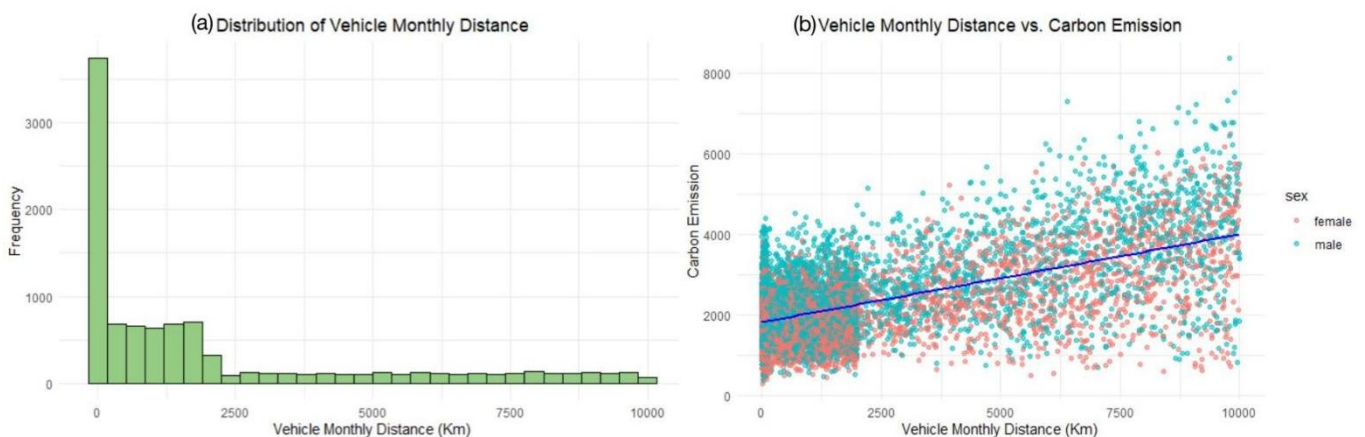 (a) Distribution of Vehicle Monthly Distance
3000
2000
1000
0
Frequency
0 2500 5000 7500 10000
Vehicle Monthly Distance (Km)
(b) Vehicle Monthly Distance vs. Carbon Emission
8000
6000
4000
2000
0
Carbon Emission
0 2500 5000 7500 10000
Vehicle Monthly Distance (Km)
sex
female
male